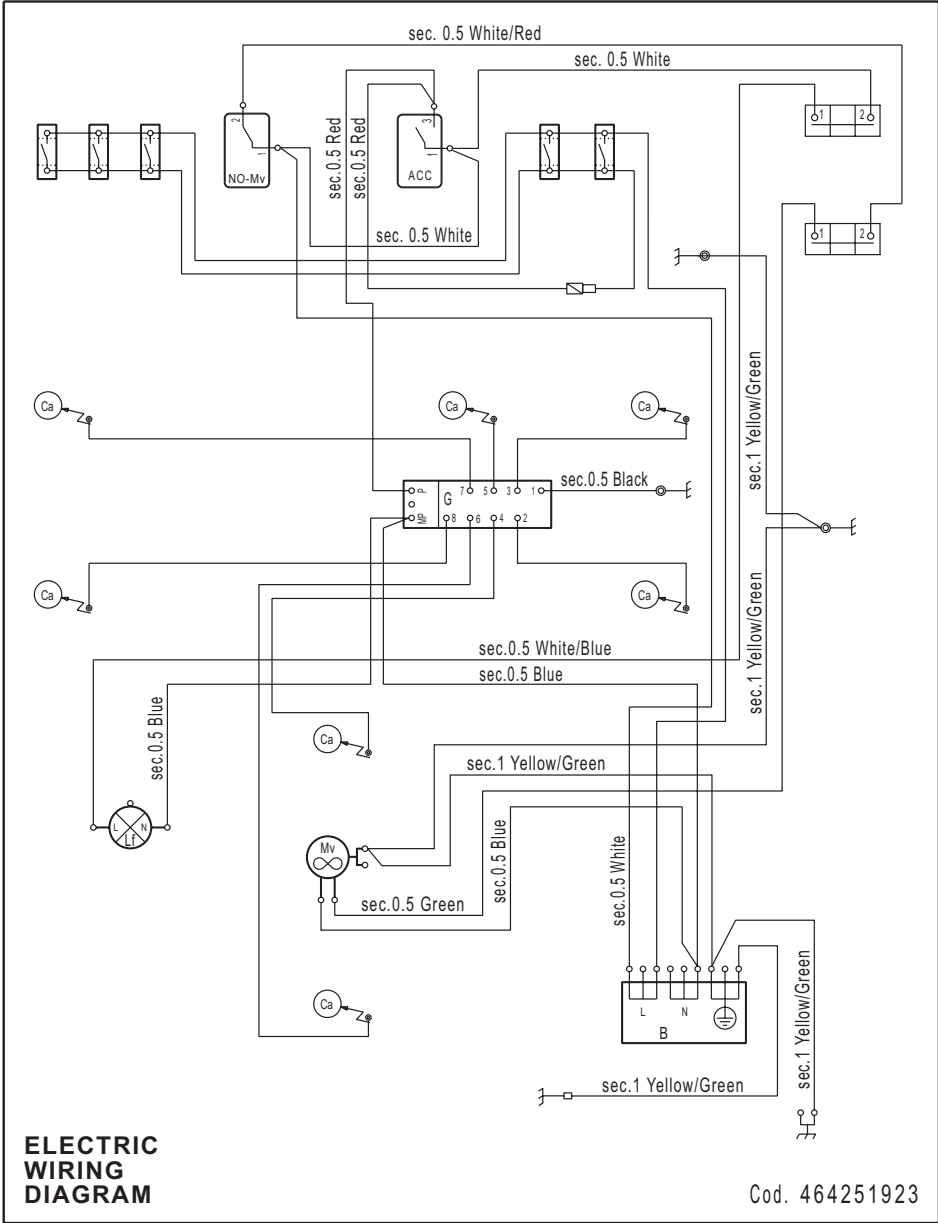 sec. 0.5 White/Red
sec. 0.5 White
sec.0.5 Red
sec.0.5 Red
2
1
NO-Mv
3
1
ACC
1
2
sec. 0.5 White
1
2
sec.1 Yellow/Green
Ca
Ca
Ca
sec.0.5 Black
P
G
7
5
3
1
MP
8
6
4
2
Ca
Ca
sec.1 Yellow/Green
sec.0.5 White/Blue
sec.0.5 Blue
sec.0.5 Blue
Ca
sec.1 Yellow/Green
L
N
Lf
Mv
sec.0.5 Blue
sec.0.5 White
sec.0.5 Green
Ca
L
N
B
sec.1 Yellow/Green
sec.1 Yellow/Green
ELECTRIC
WIRING
DIAGRAM
Cod. 464251923